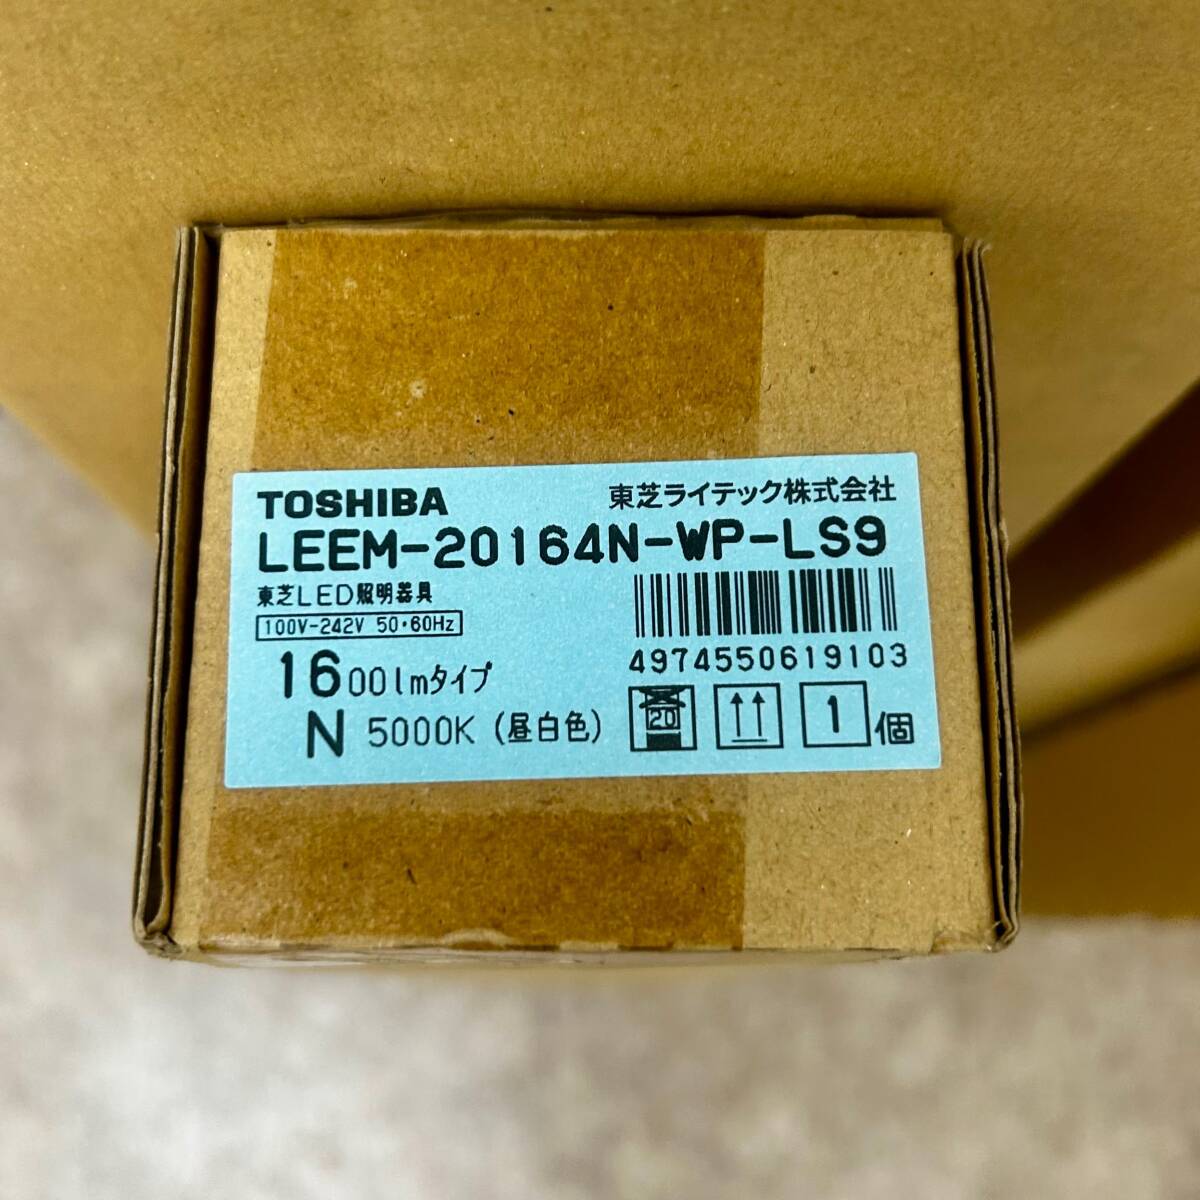 TOSHIBA 東芝ライテック株式会社
LEEM-20164N-WP-LS9
東芝LED照明器具
100V-242V 50・60Hz
4974550619103
1600lmタイプ
N 5000K (昼白色)
20
1個